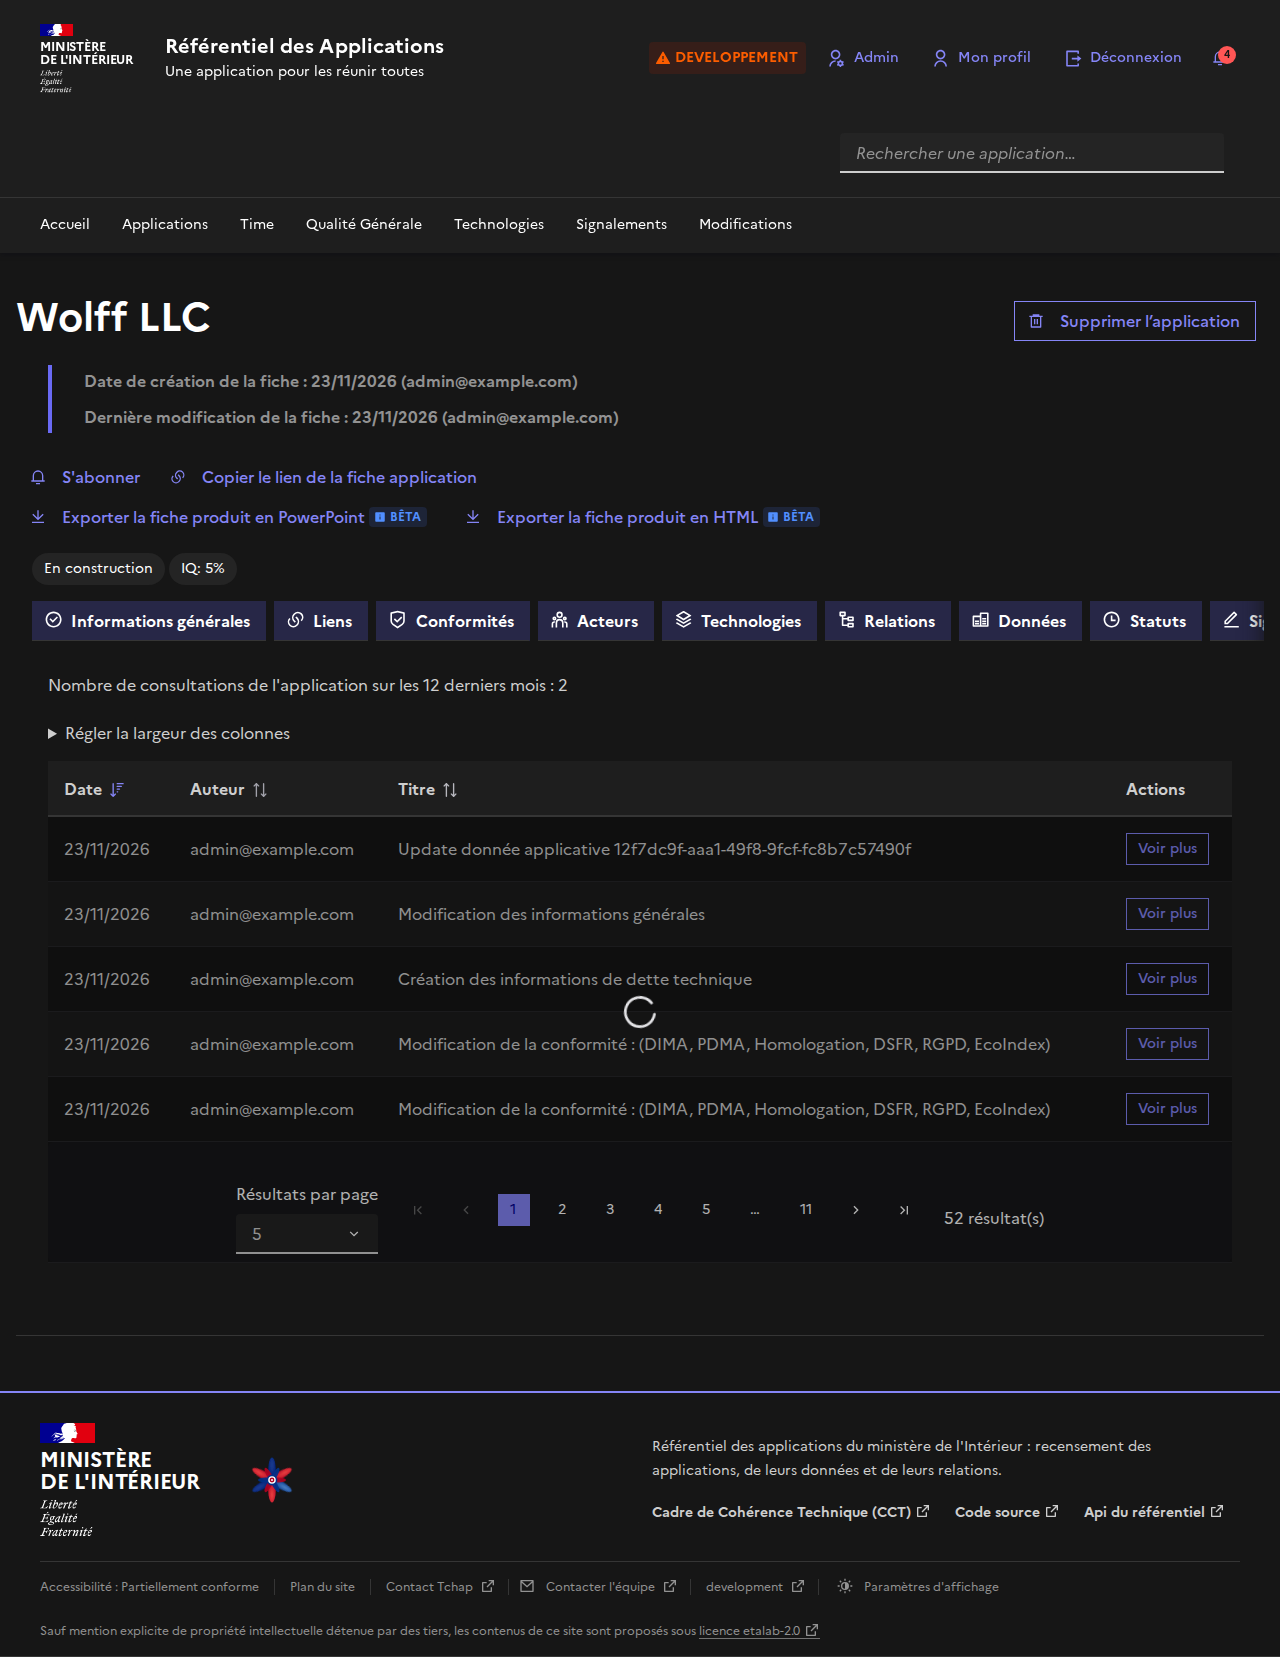 MINISTÈRE
DE L'INTÉRIEUR
Liberté
Égalité
Fraternité
Référentiel des Applications
Une application pour les réunir toutes
DEVELOPPEMENT
Admin
Mon profil
Déconnexion
4
Rechercher une application…
Accueil
Applications
Time
Qualité Générale
Technologies
Signalements
Modifications
Wolff LLC
Supprimer l’application
Date de création de la fiche : 23/11/2026 (admin@example.com)
Dernière modification de la fiche : 23/11/2026 (admin@example.com)
S'abonner
Copier le lien de la fiche application
Exporter la fiche produit en PowerPoint BÊTA
Exporter la fiche produit en HTML BÊTA
En construction
IQ: 5%
Informations générales
Liens
Conformités
Acteurs
Technologies
Relations
Données
Statuts
Sig
Nombre de consultations de l'application sur les 12 derniers mois : 2
Régler la largeur des colonnes
Date
Auteur
Titre
Actions
23/11/2026 admin@example.com Update donnée applicative 12f7dc9f-aaa1-49f8-9fcf-fc8b7c57490f Voir plus
23/11/2026 admin@example.com Modification des informations générales Voir plus
23/11/2026 admin@example.com Création des informations de dette technique Voir plus
23/11/2026 admin@example.com Modification de la conformité : (DIMA, PDMA, Homologation, DSFR, RGPD, EcoIndex) Voir plus
23/11/2026 admin@example.com Modification de la conformité : (DIMA, PDMA, Homologation, DSFR, RGPD, EcoIndex) Voir plus
Résultats par page
5
1 2 3 4 5 … 11
52 résultat(s)
MINISTÈRE
DE L'INTÉRIEUR
Liberté
Égalité
Fraternité
Référentiel des applications du ministère de l'Intérieur : recensement des
applications, de leurs données et de leurs relations.
Cadre de Cohérence Technique (CCT)
Code source
Api du référentiel
Accessibilité : Partiellement conforme
Plan du site
Contact Tchap
Contacter l'équipe
development
Paramètres d'affichage
Sauf mention explicite de propriété intellectuelle détenue par des tiers, les contenus de ce site sont proposés sous licence etalab-2.0